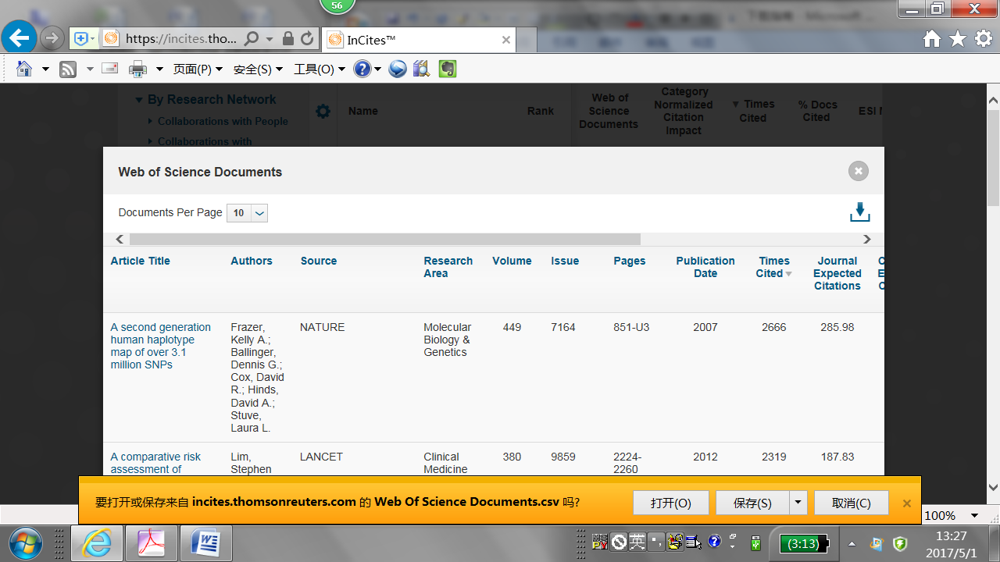 56
https://incites.tho...
InCites™
页面(P)
安全(S)
工具(O)
By Research Network
Collaborations with People
Collaborations with
Name
Rank
Web of Science Documents
Category Normalized Citation Impact
Times Cited
% Docs Cited
ESI
Web of Science Documents
Documents Per Page 10
Article Title Authors Source Research Area Volume Issue Pages Publication Date Times Cited Journal Expected Citations
A second generation human haplotype map of over 3.1 million SNPs
Frazer, Kelly A.; Ballinger, Dennis G.; Cox, David R.; Hinds, David A.; Stuve, Laura L.
NATURE
Molecular Biology & Genetics
449 7164 851-U3 2007 2666 285.98
A comparative risk assessment of
Lim, Stephen
LANCET
Clinical Medicine
380 9859 2224-2260 2012 2319 187.83
要打开或保存来自 incites.thomsonreuters.com 的 Web Of Science Documents.csv 吗?
打开(O)
保存(S)
取消(C)
100%
英
(3:13)
13:27
2017/5/1